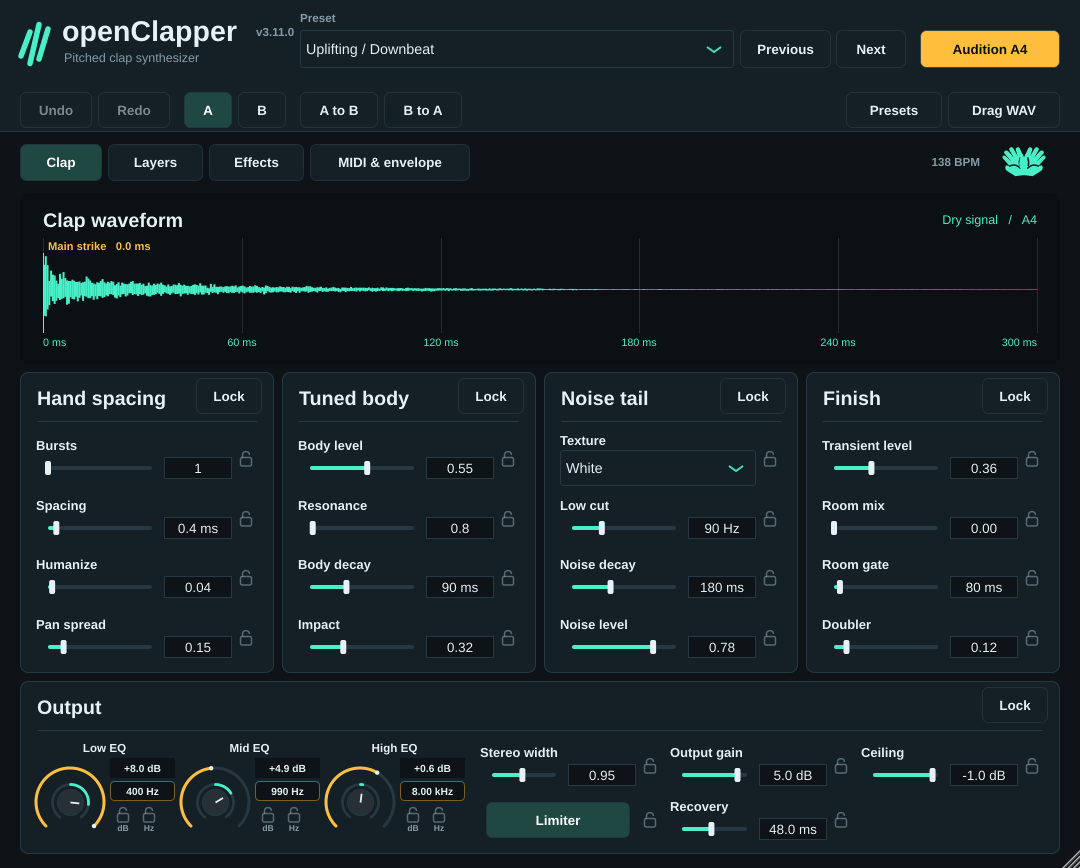 openClapper
v3.11.0
Pitched clap synthesizer
Preset
Uplifting / Downbeat
Previous
Next
Audition A4
Undo
Redo
A
B
A to B
B to A
Presets
Drag WAV
Clap
Layers
Effects
MIDI & envelope
138 BPM
Clap waveform
Dry signal / A4
Main strike 0.0 ms
0 ms
60 ms
120 ms
180 ms
240 ms
300 ms
Hand spacing
Lock
Bursts
1
Spacing
0.4 ms
Humanize
0.04
Pan spread
0.15
Tuned body
Lock
Body level
0.55
Resonance
0.8
Body decay
90 ms
Impact
0.32
Noise tail
Lock
Texture
White
Low cut
90 Hz
Noise decay
180 ms
Noise level
0.78
Finish
Lock
Transient level
0.36
Room mix
0.00
Room gate
80 ms
Doubler
0.12
Output
Lock
Low EQ
+8.0 dB
400 Hz
dB
Hz
Mid EQ
+4.9 dB
990 Hz
dB
Hz
High EQ
+0.6 dB
8.00 kHz
dB
Hz
Stereo width
0.95
Limiter
Output gain
5.0 dB
Recovery
48.0 ms
Ceiling
-1.0 dB